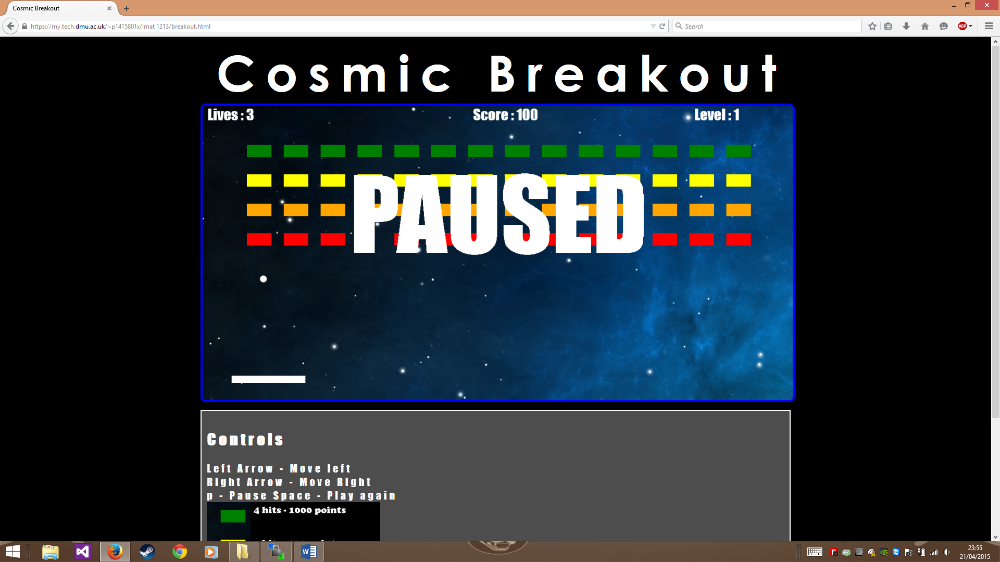 Cosmic Breakout
https://my.tech.dmu.ac.uk/~p1415801x/Imat 1213/breakout.html
Search
ABP
Cosmic Breakout
Lives : 3
Score : 100
Level : 1
PAUSED
Controls
Left Arrow - Move left
Right Arrow - Move Right
p - Pause Space - Play again
4 hits - 1000 points
23:55
21/04/2015